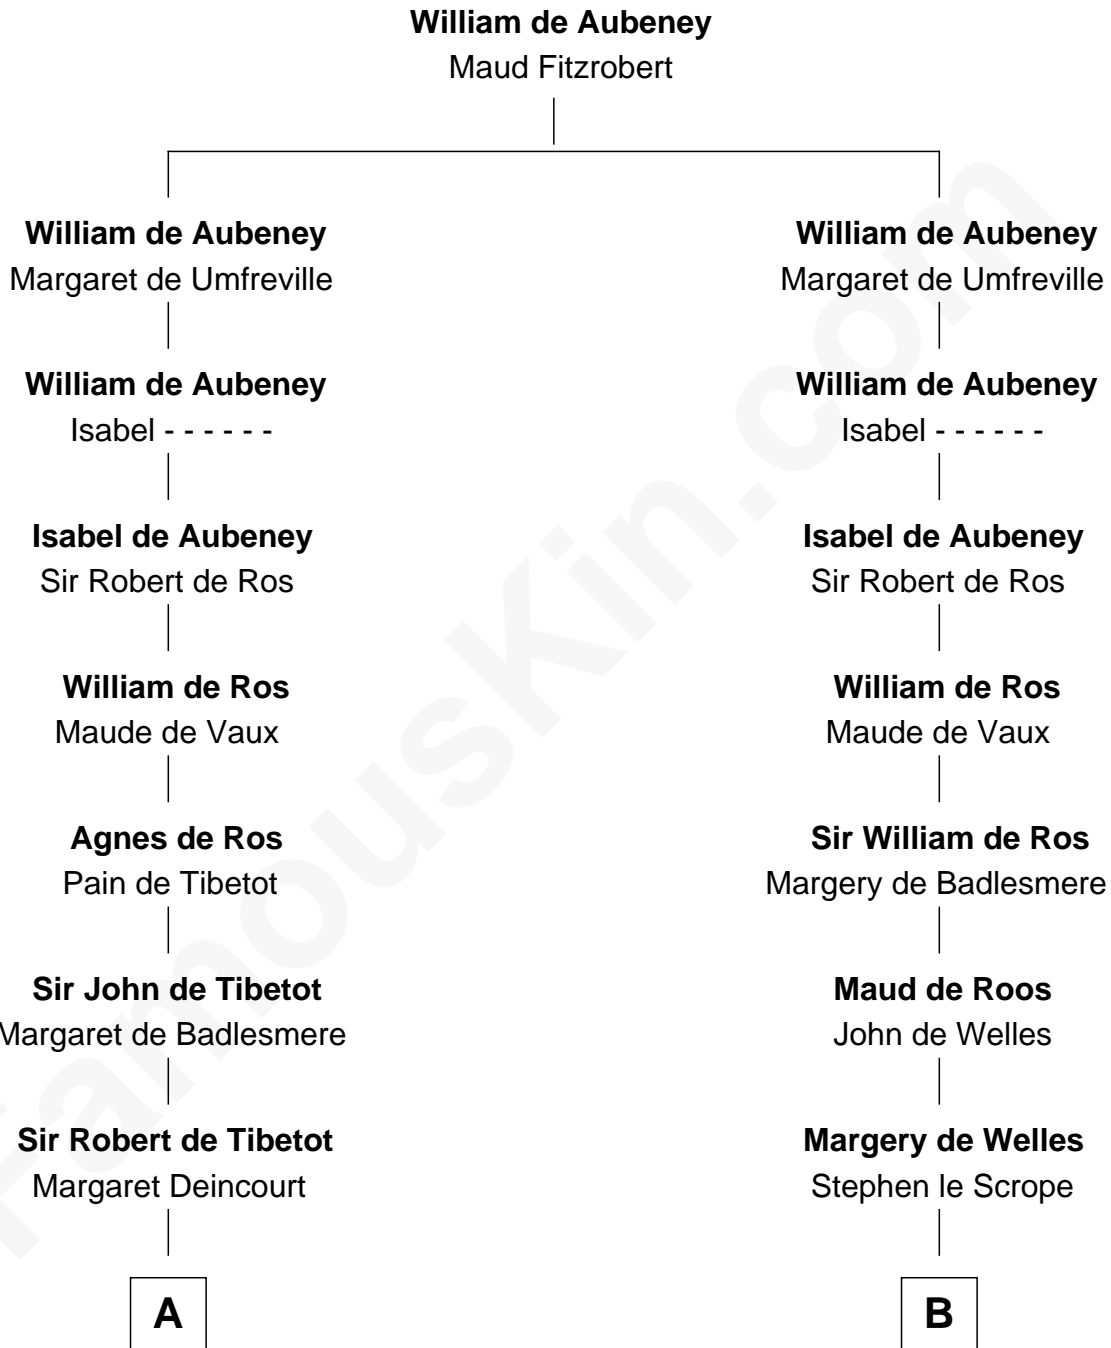 William de Aubeney
Maud Fitzrobert
William de Aubeney
Margaret de Umfreville
William de Aubeney
Margaret de Umfreville
William de Aubeney
Isabel - - - - - -
William de Aubeney
Isabel - - - - - -
Isabel de Aubeney
Sir Robert de Ros
Isabel de Aubeney
Sir Robert de Ros
William de Ros
Maude de Vaux
William de Ros
Maude de Vaux
Agnes de Ros
Pain de Tibetot
Sir William de Ros
Margery de Badlesmere
Sir John de Tibetot
Margaret de Badlesmere
Maud de Roos
John de Welles
Sir Robert de Tibetot
Margaret Deincourt
Margery de Welles
Stephen le Scrope
A
B
FamousKin.com